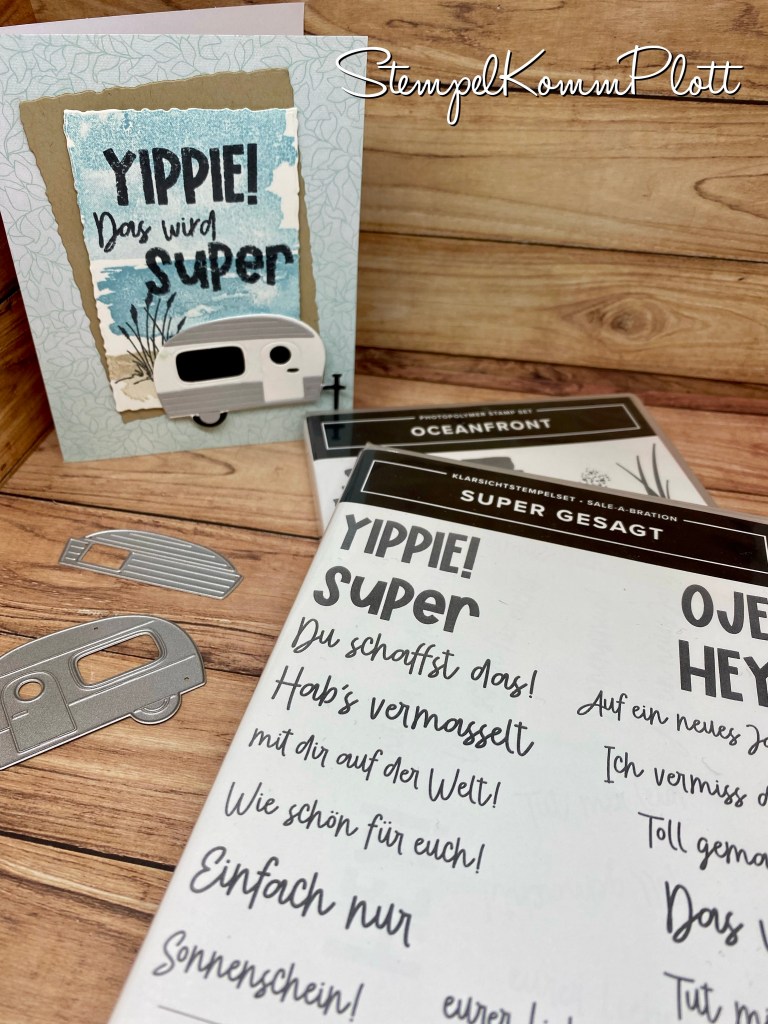 StempelKommPlott
YIPPIE!
Das wird
super
PHOTOPOLYMER STAMP SET
OCEANFRONT
KLARSICHTSTEMPELSET • SALE-A-BRATION
SUPER GESAGT
YIPPIE!
super
Du schaffst das!
Hab's vermasselt
mit dir auf der Welt!
Wie schön für euch!
Einfach nur
Sonnenschein!
OJE
HEY
Auf ein neues
Ich vermiss
Toll
Das
Tut
eurer